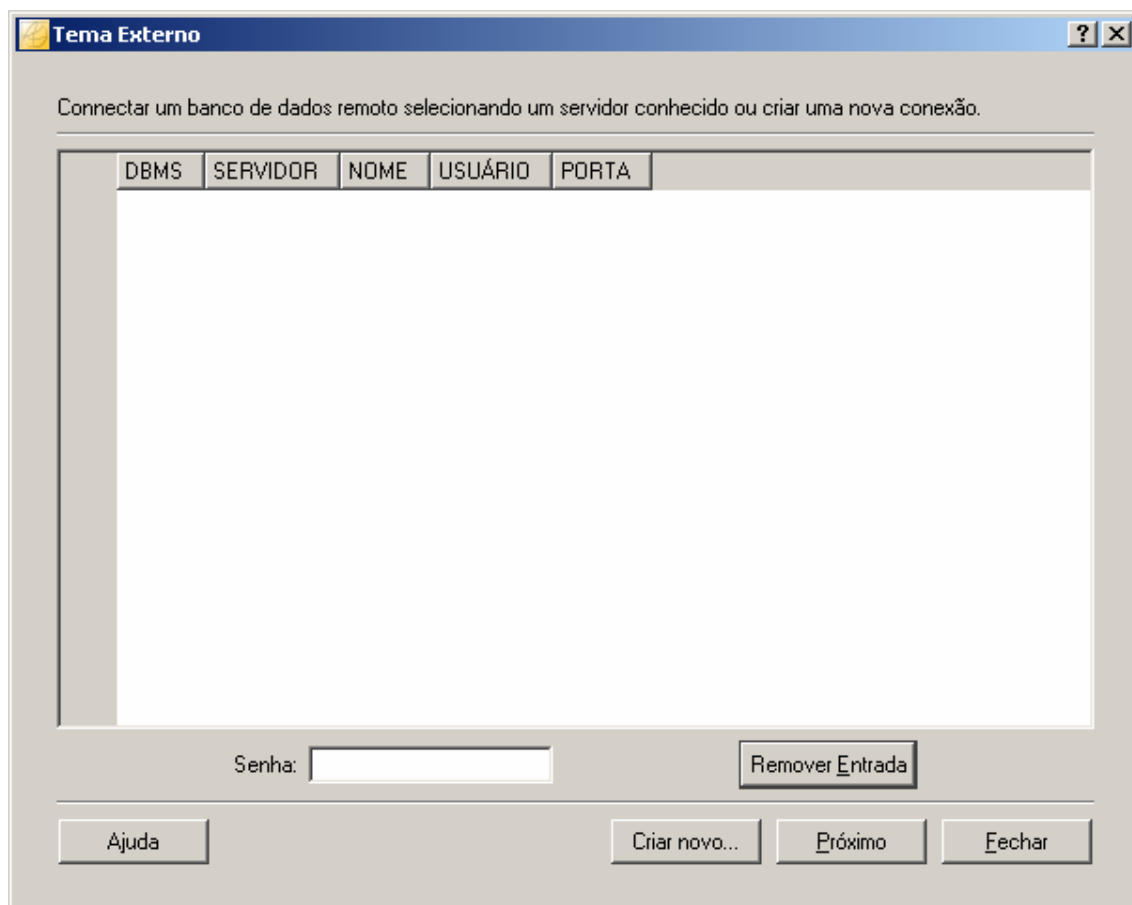 Tema Externo
Connectar um banco de dados remoto selecionando um servidor conhecido ou criar uma nova conexão.
DBMS SERVIDOR NOME USUÁRIO PORTA
Senha: Remover Entrada
Ajuda Criar novo... Próximo Fechar